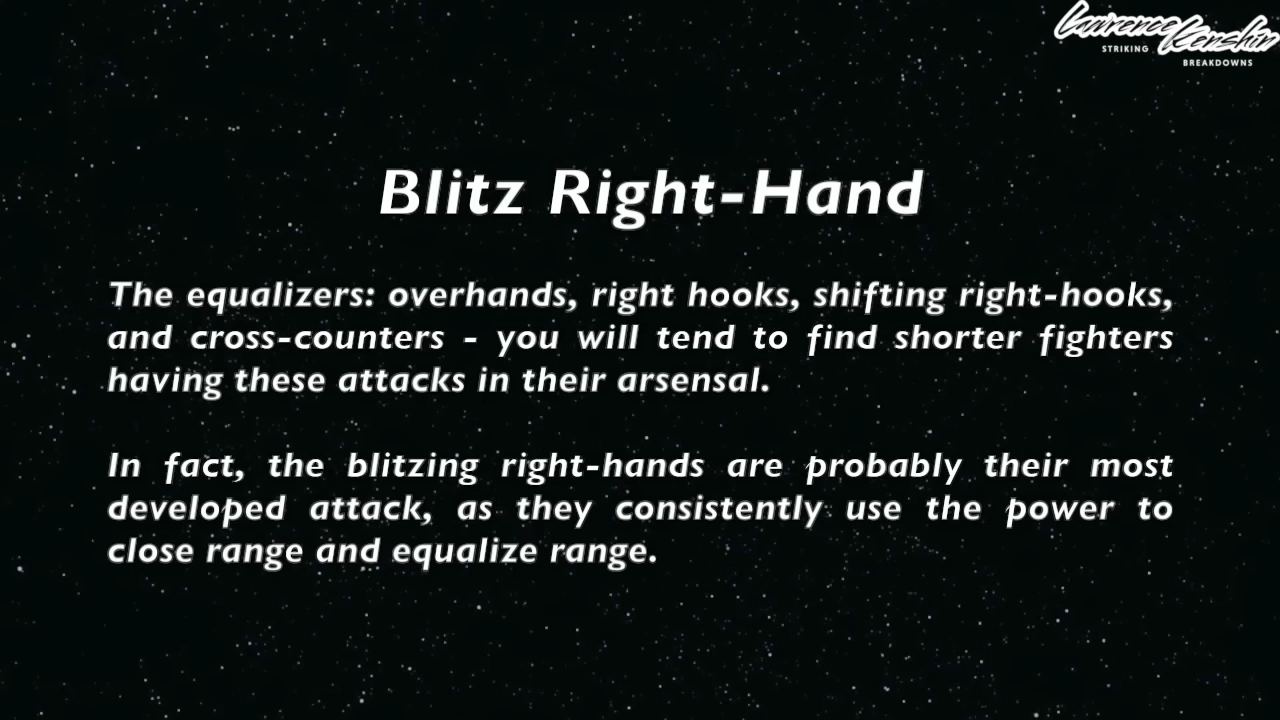 Lawrence Kenshin
STRIKING
BREAKDOWNS
Blitz Right-Hand
The equalizers: overhands, right hooks, shifting right-hooks,
and cross-counters - you will tend to find shorter fighters
having these attacks in their arsensal.
In fact, the blitzing right-hands are probably their most
developed attack, as they consistently use the power to
close range and equalize range.